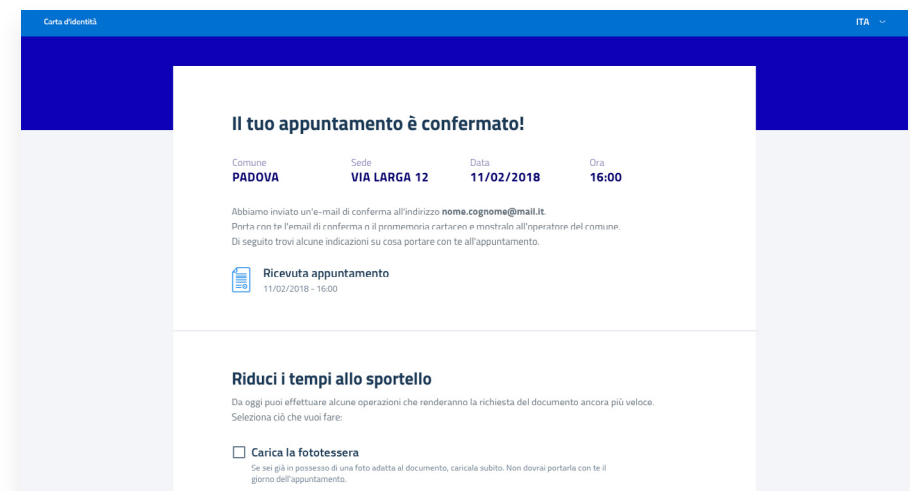 Carta d'identità
ITA
Il tuo appuntamento è confermato!
Comune Sede Data Ora
PADOVA VIA LARGA 12 11/02/2018 16:00
Abbiamo inviato un'e-mail di conferma all'indirizzo nome.cognome@mail.it.
Porta con te l'email di conferma o il promemoria cartaceo e mostralo all'operatore del comune.
Di seguito trovi alcune indicazioni su cosa portare con te all'appuntamento.
Ricevuta appuntamento
11/02/2018 - 16:00
Riduci i tempi allo sportello
Da oggi puoi effettuare alcune operazioni che renderanno la richiesta del documento ancora più veloce.
Seleziona ciò che vuoi fare:
Carica la fototessera
Se sei già in possesso di una foto adatta al documento, caricala subito. Non dovrai portarla con te il
giorno dell'appuntamento.